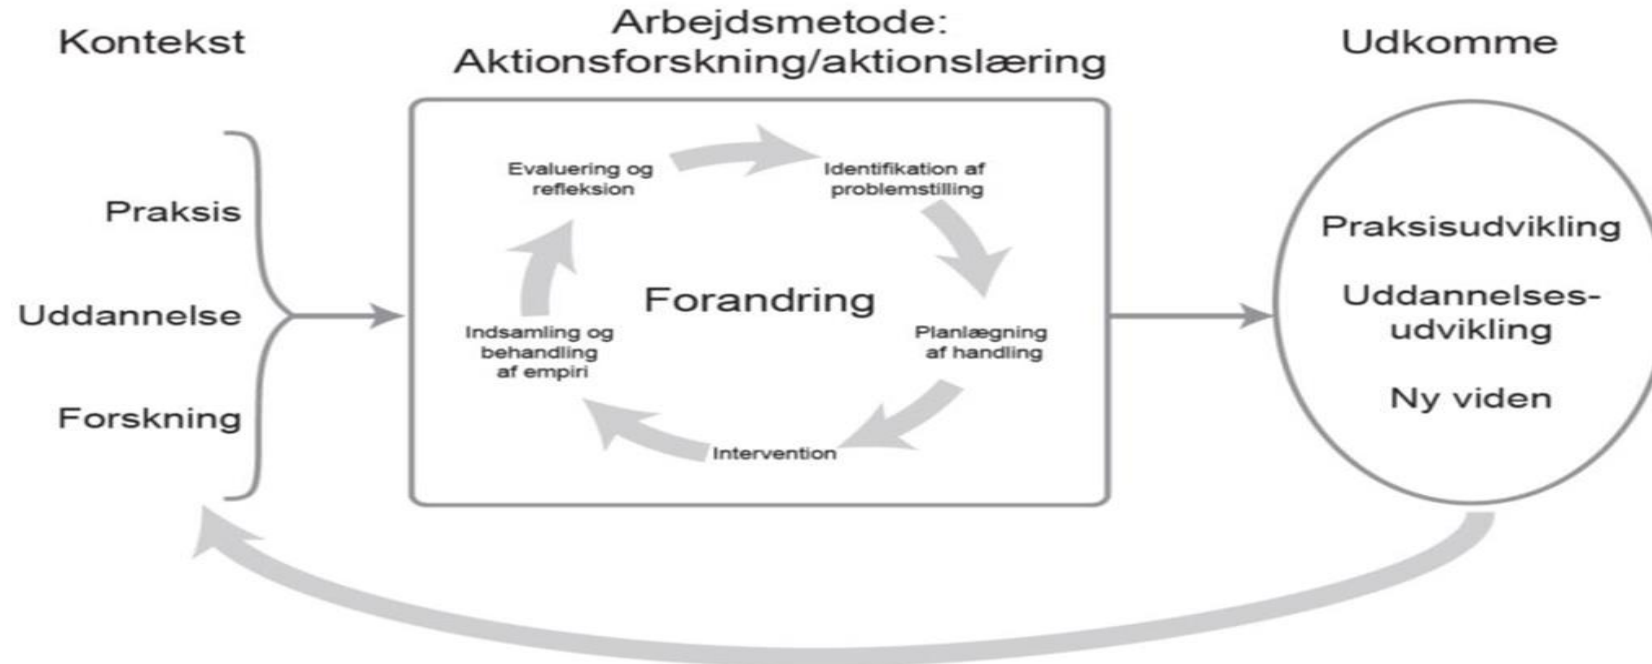 Kontekst
Praksis
Uddannelse
Forskning
Arbejdsmetode:
Aktionsforskning/aktionslæring
Evaluering og
refleksion
Identifikation af
problemstilling
Forandring
Indsamling og
behandling
af empiri
Planlægning
af handling
Intervention
Udkomme
Praksisudvikling
Uddannelses-
udvikling
Ny viden